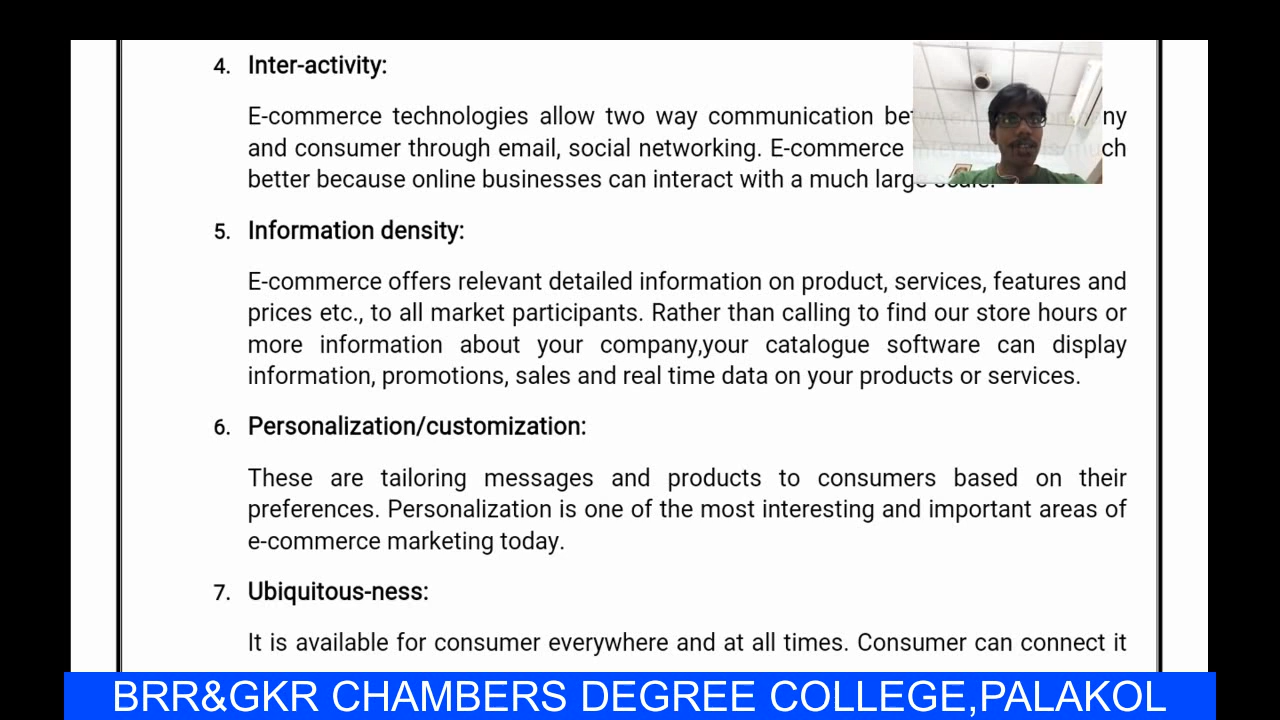 4. Inter-activity:
E-commerce technologies allow two way communication ny
and consumer through email, social networking. E-commerce much
better because online businesses can interact with a much large scale.
5. Information density:
E-commerce offers relevant detailed information on product, services, features and
prices etc., to all market participants. Rather than calling to find our store hours or
more information about your company,your catalogue software can display
information, promotions, sales and real time data on your products or services.
6. Personalization/customization:
These are tailoring messages and products to consumers based on their
preferences. Personalization is one of the most interesting and important areas of
e-commerce marketing today.
7. Ubiquitous-ness:
It is available for consumer everywhere and at all times. Consumer can connect it
BRR&GKR CHAMBERS DEGREE COLLEGE,PALAKOL